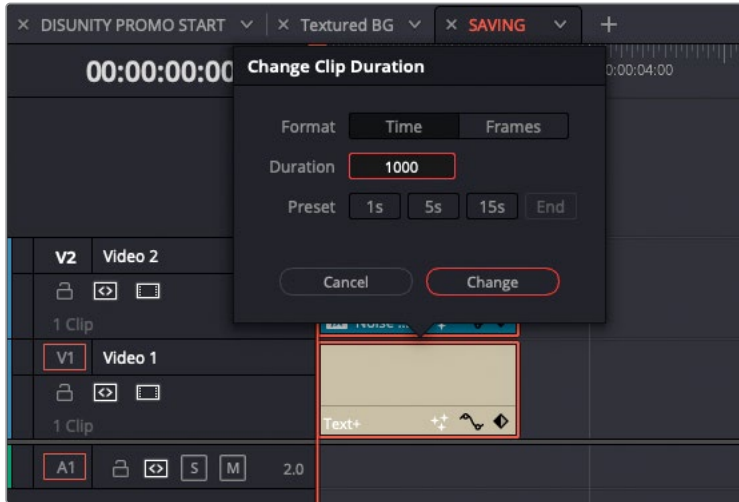 × DISUNITY PROMO START × Textured BG × SAVING +
00:00:00:00
0:00:04:00
Change Clip Duration
Format Time Frames
Duration 1000
Preset 1s 5s 15s End
Cancel Change
V2 Video 2
1 Clip
Noise ...
V1 Video 1
1 Clip
Text+
A1 S M 2.0